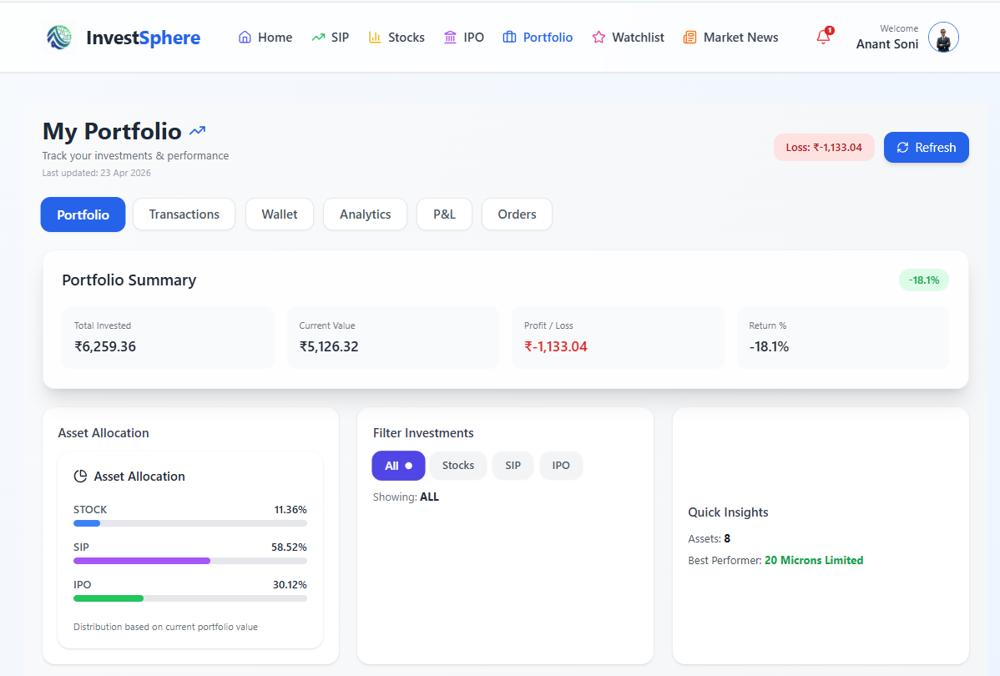 InvestSphere
Home
SIP
Stocks
IPO
Portfolio
Watchlist
Market News
1
Welcome
Anant Soni
My Portfolio
Track your investments & performance
Last updated: 23 Apr 2026
Loss: ₹-1,133.04
Refresh
Portfolio
Transactions
Wallet
Analytics
P&L
Orders
Portfolio Summary
-18.1%
Total Invested
₹6,259.36
Current Value
₹5,126.32
Profit / Loss
₹-1,133.04
Return %
-18.1%
Asset Allocation
Asset Allocation
STOCK 11.36%
SIP 58.52%
IPO 30.12%
Distribution based on current portfolio value
Filter Investments
All
Stocks
SIP
IPO
Showing: ALL
Quick Insights
Assets: 8
Best Performer: 20 Microns Limited